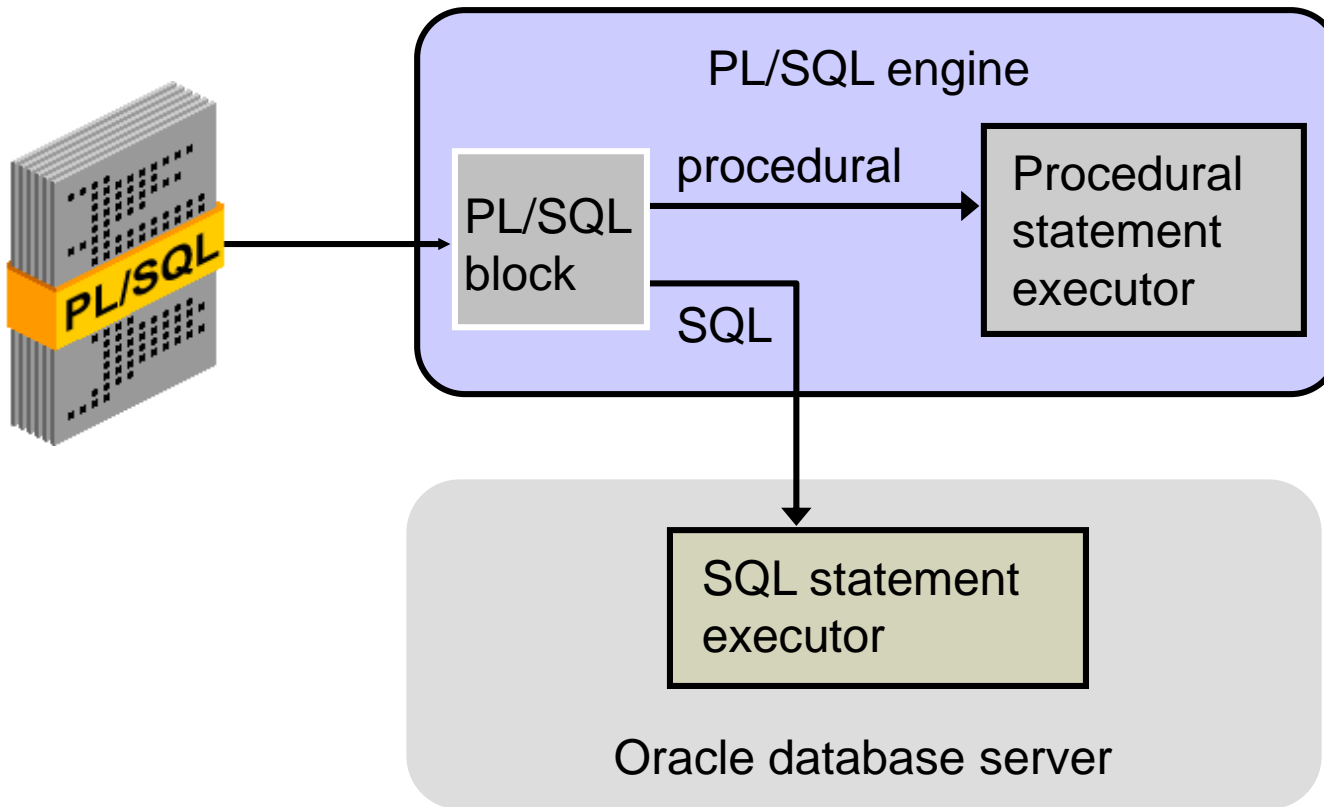 PL/SQL engine
procedural
Procedural
statement
executor
PL/SQL
block
PL/SQL
SQL
SQL statement
executor
Oracle database server